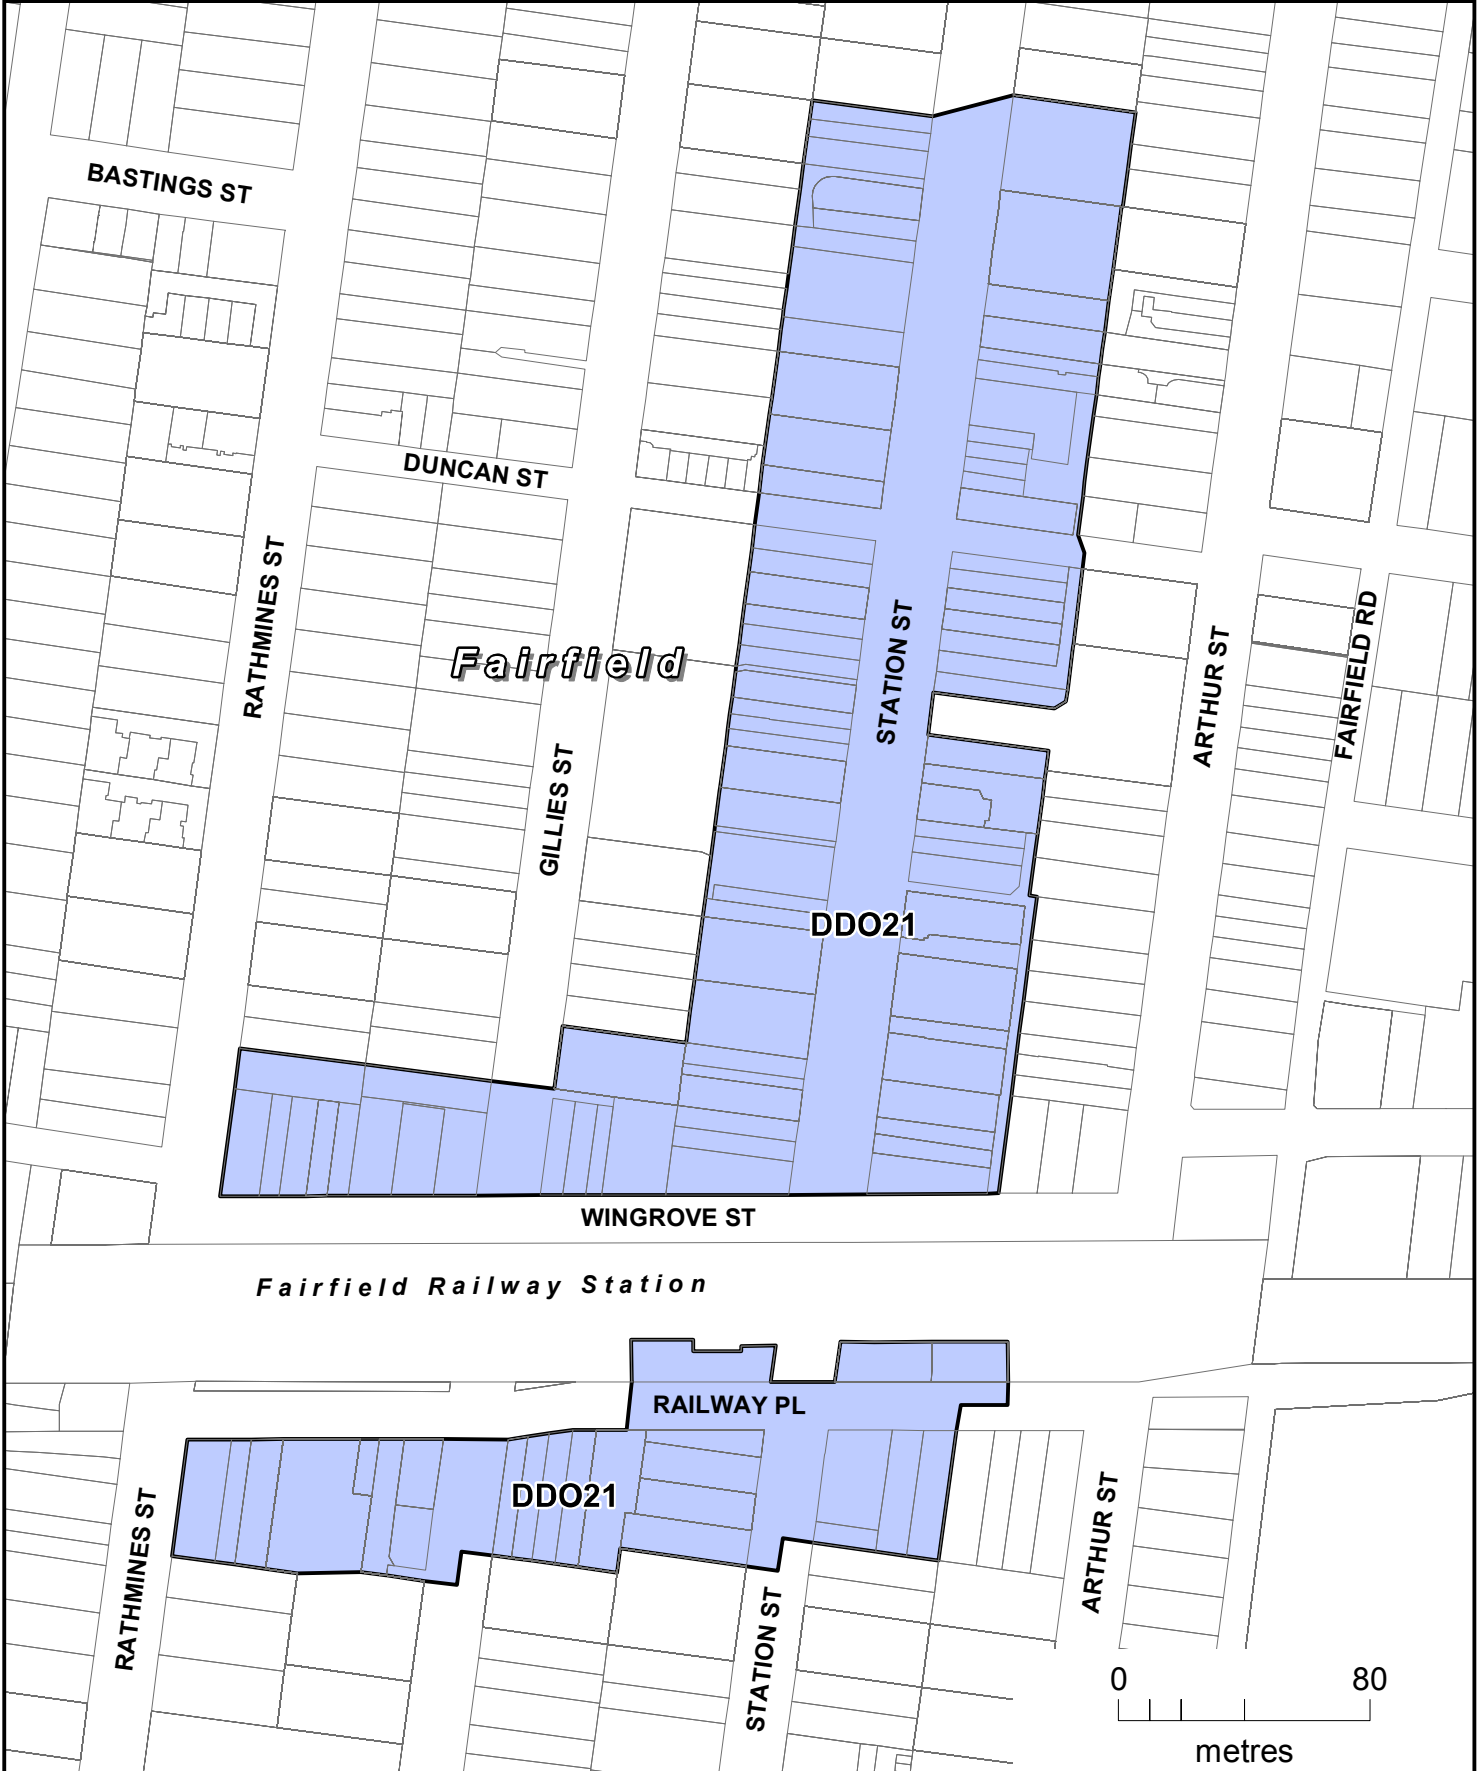 BASTINGS ST
DUNCAN ST
RATHMINES ST
Fairfield
STATION ST
FAIRFIELD RD
ARTHUR ST
GILLIES ST
DDO21
WINGROVE ST
Fairfield Railway Station
RAILWAY PL
DDO21
RATHMINES ST
ARTHUR ST
STATION ST
0 80
metres